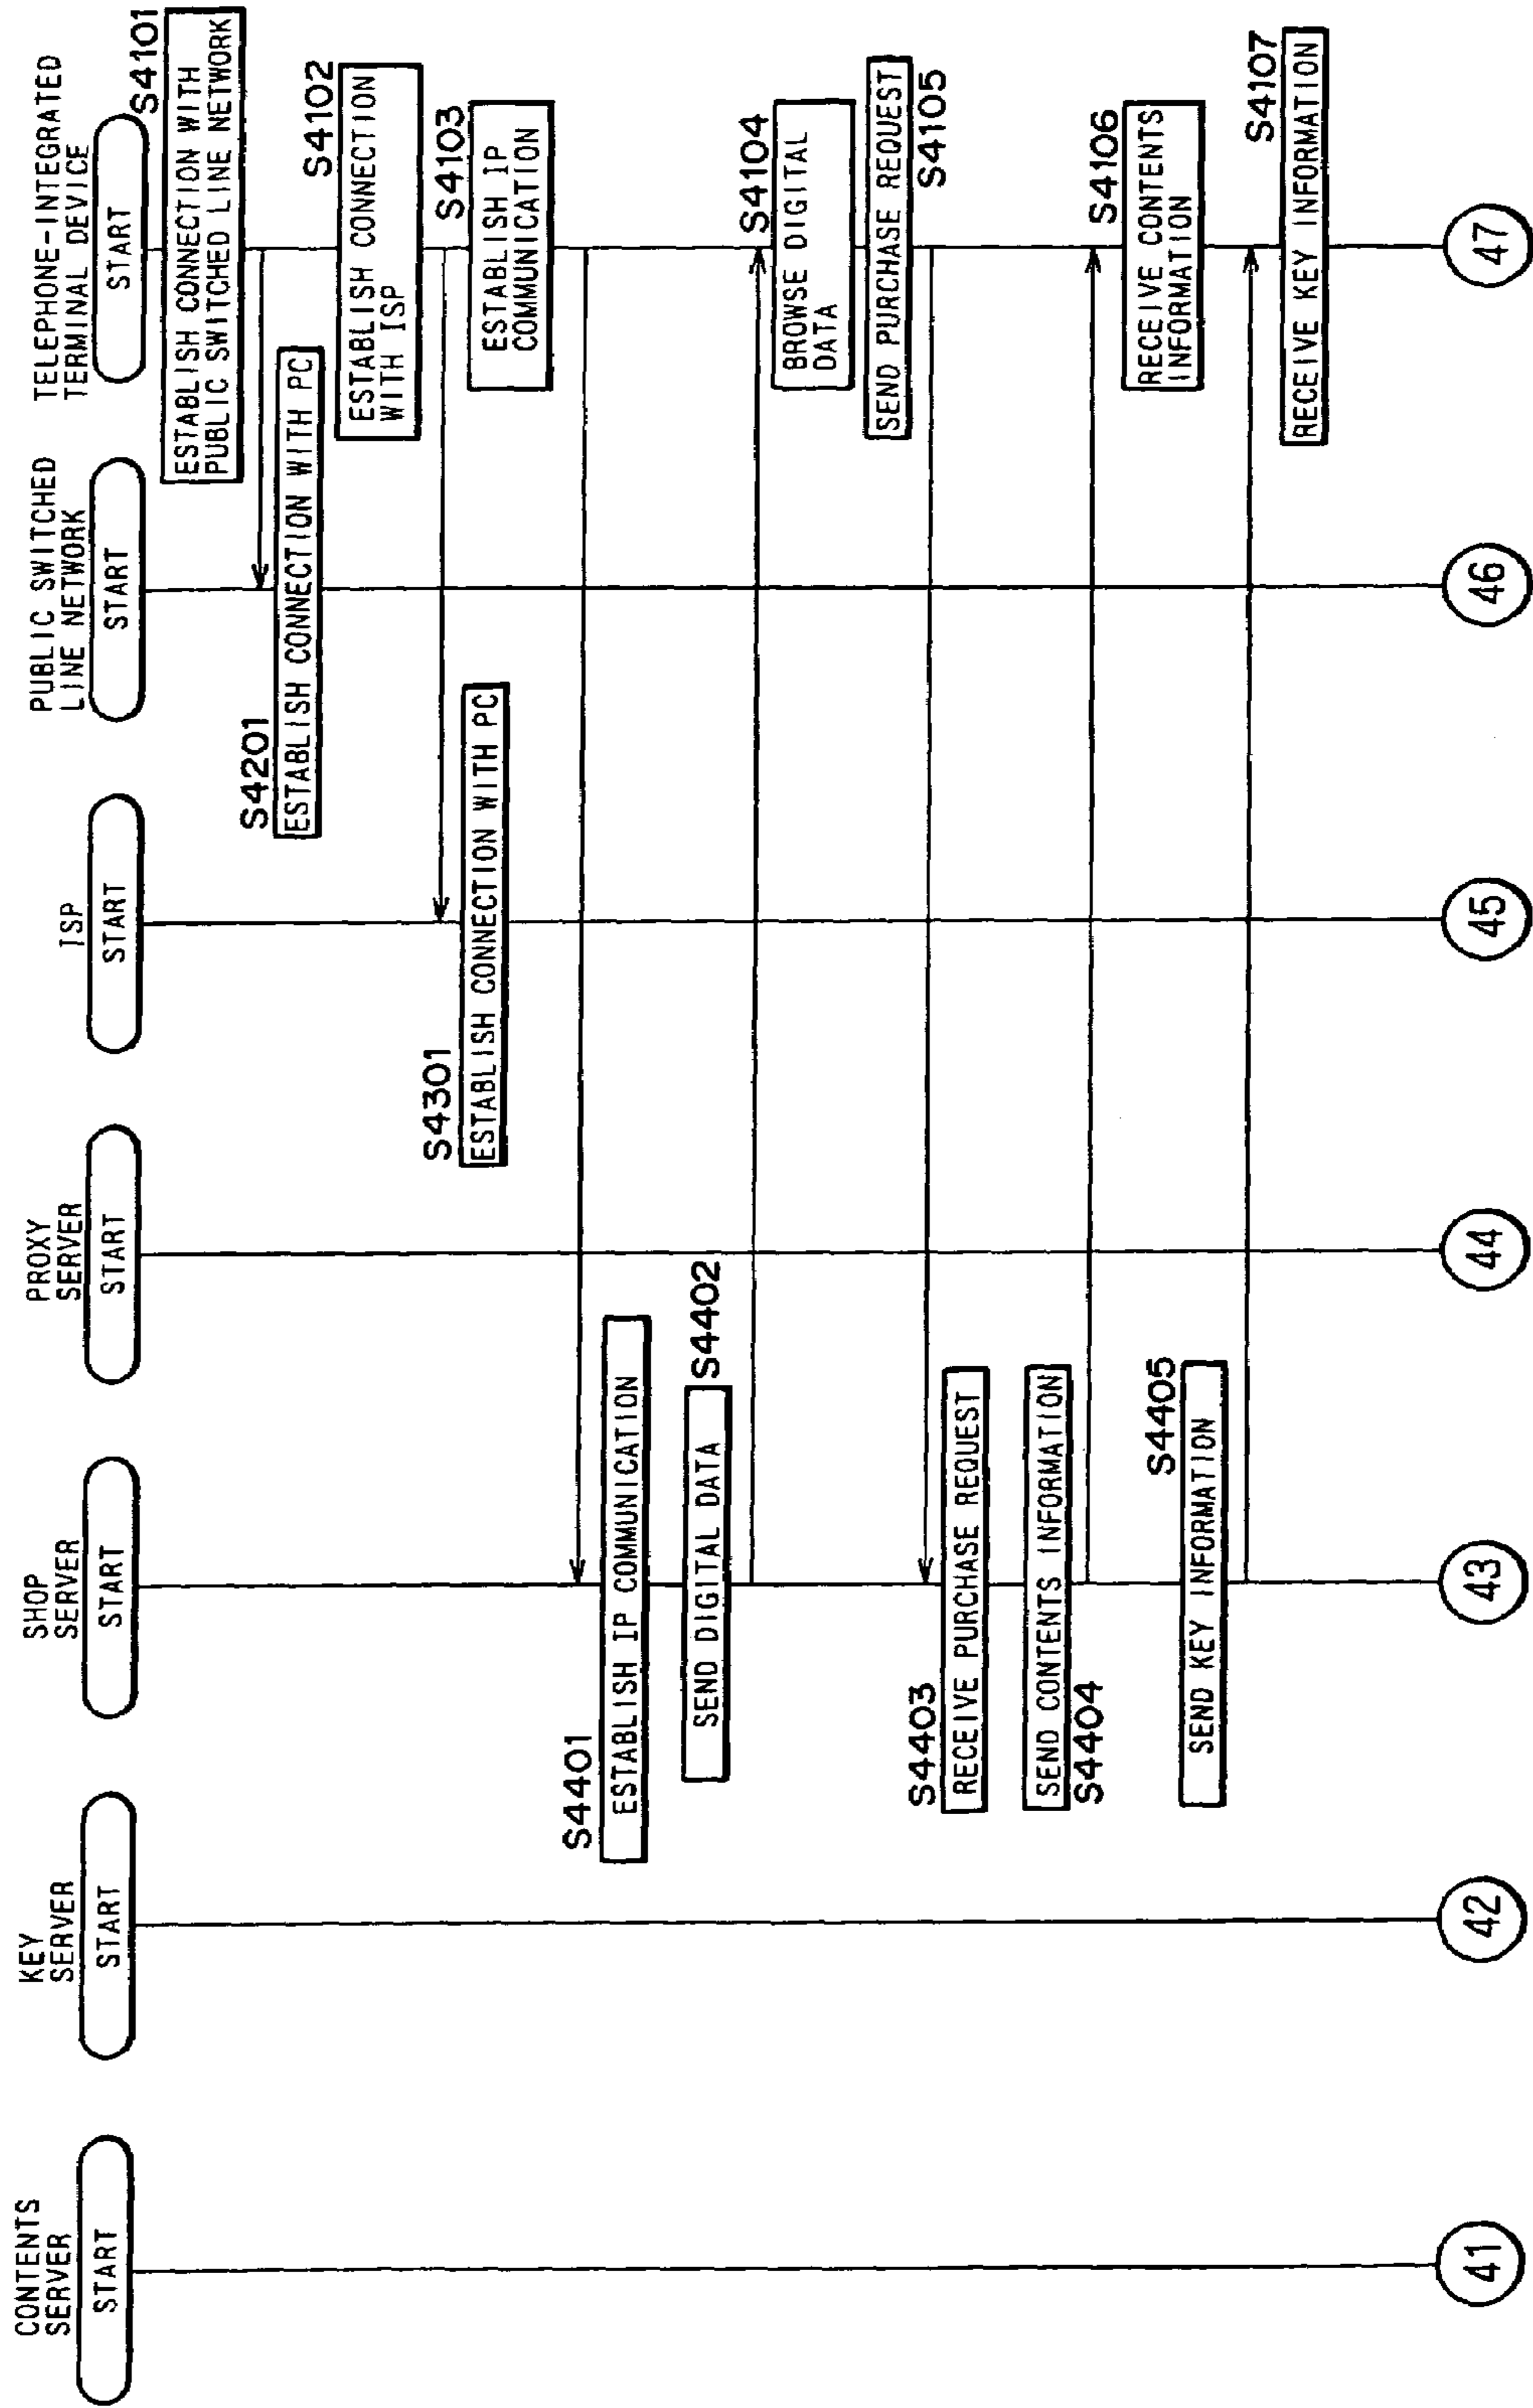 CONTENTS
SERVER
START
KEY
SERVER
START
SHOP
SERVER
START
PROXY
SERVER
START
ISP
START
PUBLIC SWITCHED
LINE NETWORK
START
TELEPHONE-INTEGRATED
TERMINAL DEVICE
START
S4101
ESTABLISH CONNECTION WITH
PUBLIC SWITCHED LINE NETWORK
S4201
ESTABLISH CONNECTION WITH PC
S4102
ESTABLISH CONNECTION
WITH ISP
S4301
ESTABLISH CONNECTION WITH PC
S4103
ESTABLISH IP
COMMUNICATION
S4401
ESTABLISH IP COMMUNICATION
SEND DIGITAL DATA
S4402
S4104
BROWSE DIGITAL
DATA
SEND PURCHASE REQUEST
S4105
S4403
RECEIVE PURCHASE REQUEST
SEND CONTENTS INFORMATION
S4404
S4106
RECEIVE CONTENTS
INFORMATION
S4405
SEND KEY INFORMATION
S4107
RECEIVE KEY INFORMATION
41
42
43
44
45
46
47